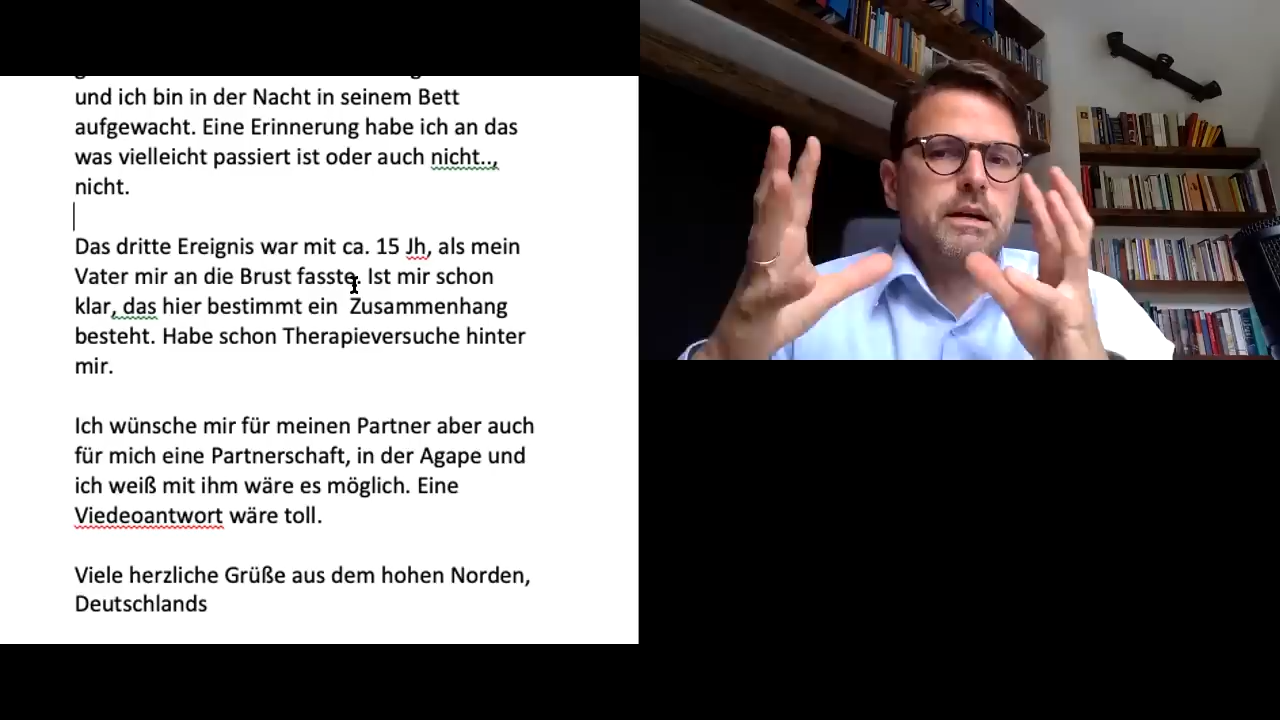 und ich bin in der Nacht in seinem Bett
aufgewacht. Eine Erinnerung habe ich an das
was vielleicht passiert ist oder auch nicht..,
nicht.
Das dritte Ereignis war mit ca. 15 Jh, als mein
Vater mir an die Brust fasste. Ist mir schon
klar, das hier bestimmt ein  Zusammenhang
besteht. Habe schon Therapieversuche hinter
mir.
Ich wünsche mir für meinen Partner aber auch
für mich eine Partnerschaft, in der Agape und
ich weiß mit ihm wäre es möglich. Eine
Viedeoantwort wäre toll.
Viele herzliche Grüße aus dem hohen Norden,
Deutschlands